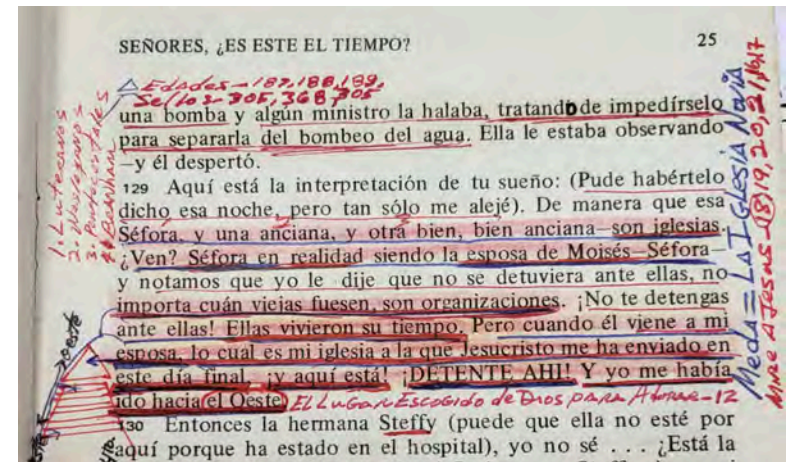 SEÑORES, ¿ES ESTE EL TIEMPO? 25
Edades-187,188,189.
Sellos-305,368,
una bomba y algún ministro la halaba, tratando de impedírselo
para separarla del bombeo del agua. Ella le estaba observando
—y él despertó.
129 Aquí está la interpretación de tu sueño: (Pude habértelo
dicho esa noche, pero tan sólo me alejé). De manera que esa
Séfora, y una anciana, y otra bien, bien anciana—son iglesias.
¿Ven? Séfora en realidad siendo la esposa de Moisés—Séfora—
y notamos que yo le dije que no se detuviera ante ellas, no
importa cuán viejas fuesen, son organizaciones. ¡No te detengas
ante ellas! Ellas vivieron su tiempo. Pero cuando él viene a mi
esposa, lo cual es mi iglesia a la que Jesucristo me ha enviado en
este día final, ¡y aquí está! ¡DETENTE AHI! Y yo me había
ido hacia el Oeste EL LugaR EScogido de Dios paRa AdoRaR-12
130 Entonces la hermana Steffy (puede que ella no esté por
aquí porque ha estado en el hospital), yo no sé . . . ¿Está la
1. Luteranos
2. Wesleyanos
3. Pentecostales
4. Branham
Meda = LA IGLESIA Novia
MiRe A Jesus-(18)19,20,21,16,17